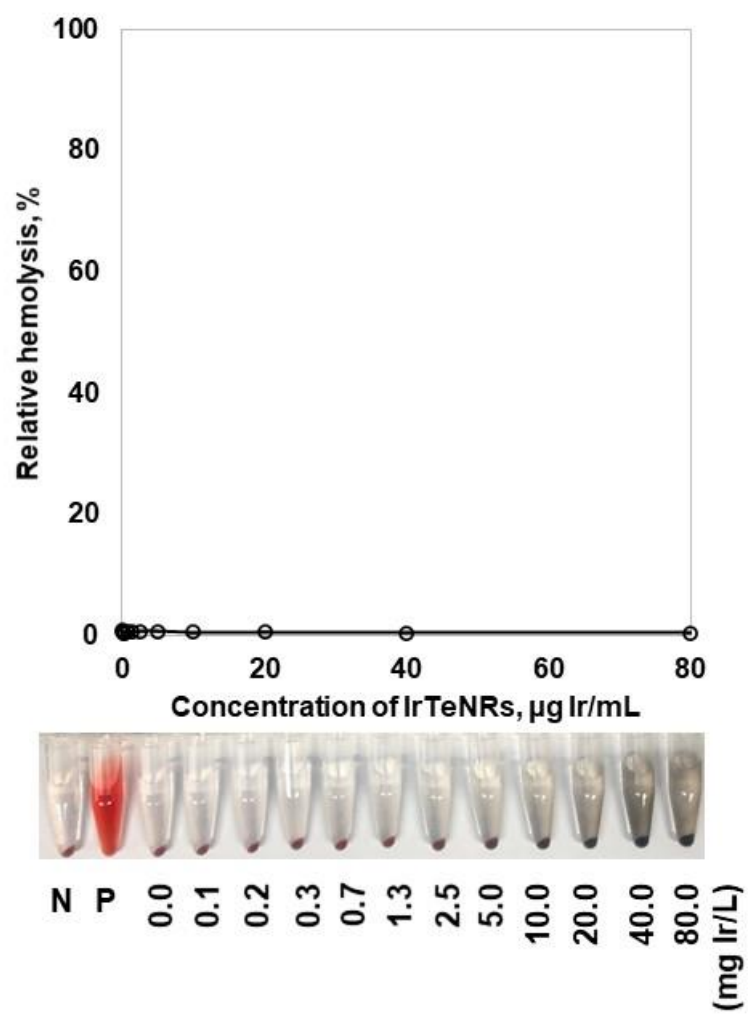 100
80
60
40
20
0
Relative hemolysis, %
0 20 40 60 80
Concentration of IrTeNRs, µg Ir/mL
N P 0.0 0.1 0.2 0.3 0.7 1.3 2.5 5.0 10.0 20.0 40.0 80.0 (mg Ir/L)